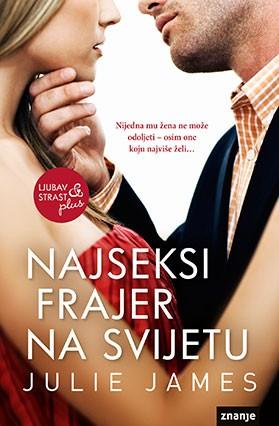 Nijedna mu žena ne može
odoljeti – osim one
koju najviše želi...
LJUBAV
STRAST & plus
NAJSEKSI
FRAJER
NA SVIJETU
JULIE JAMES
znanje